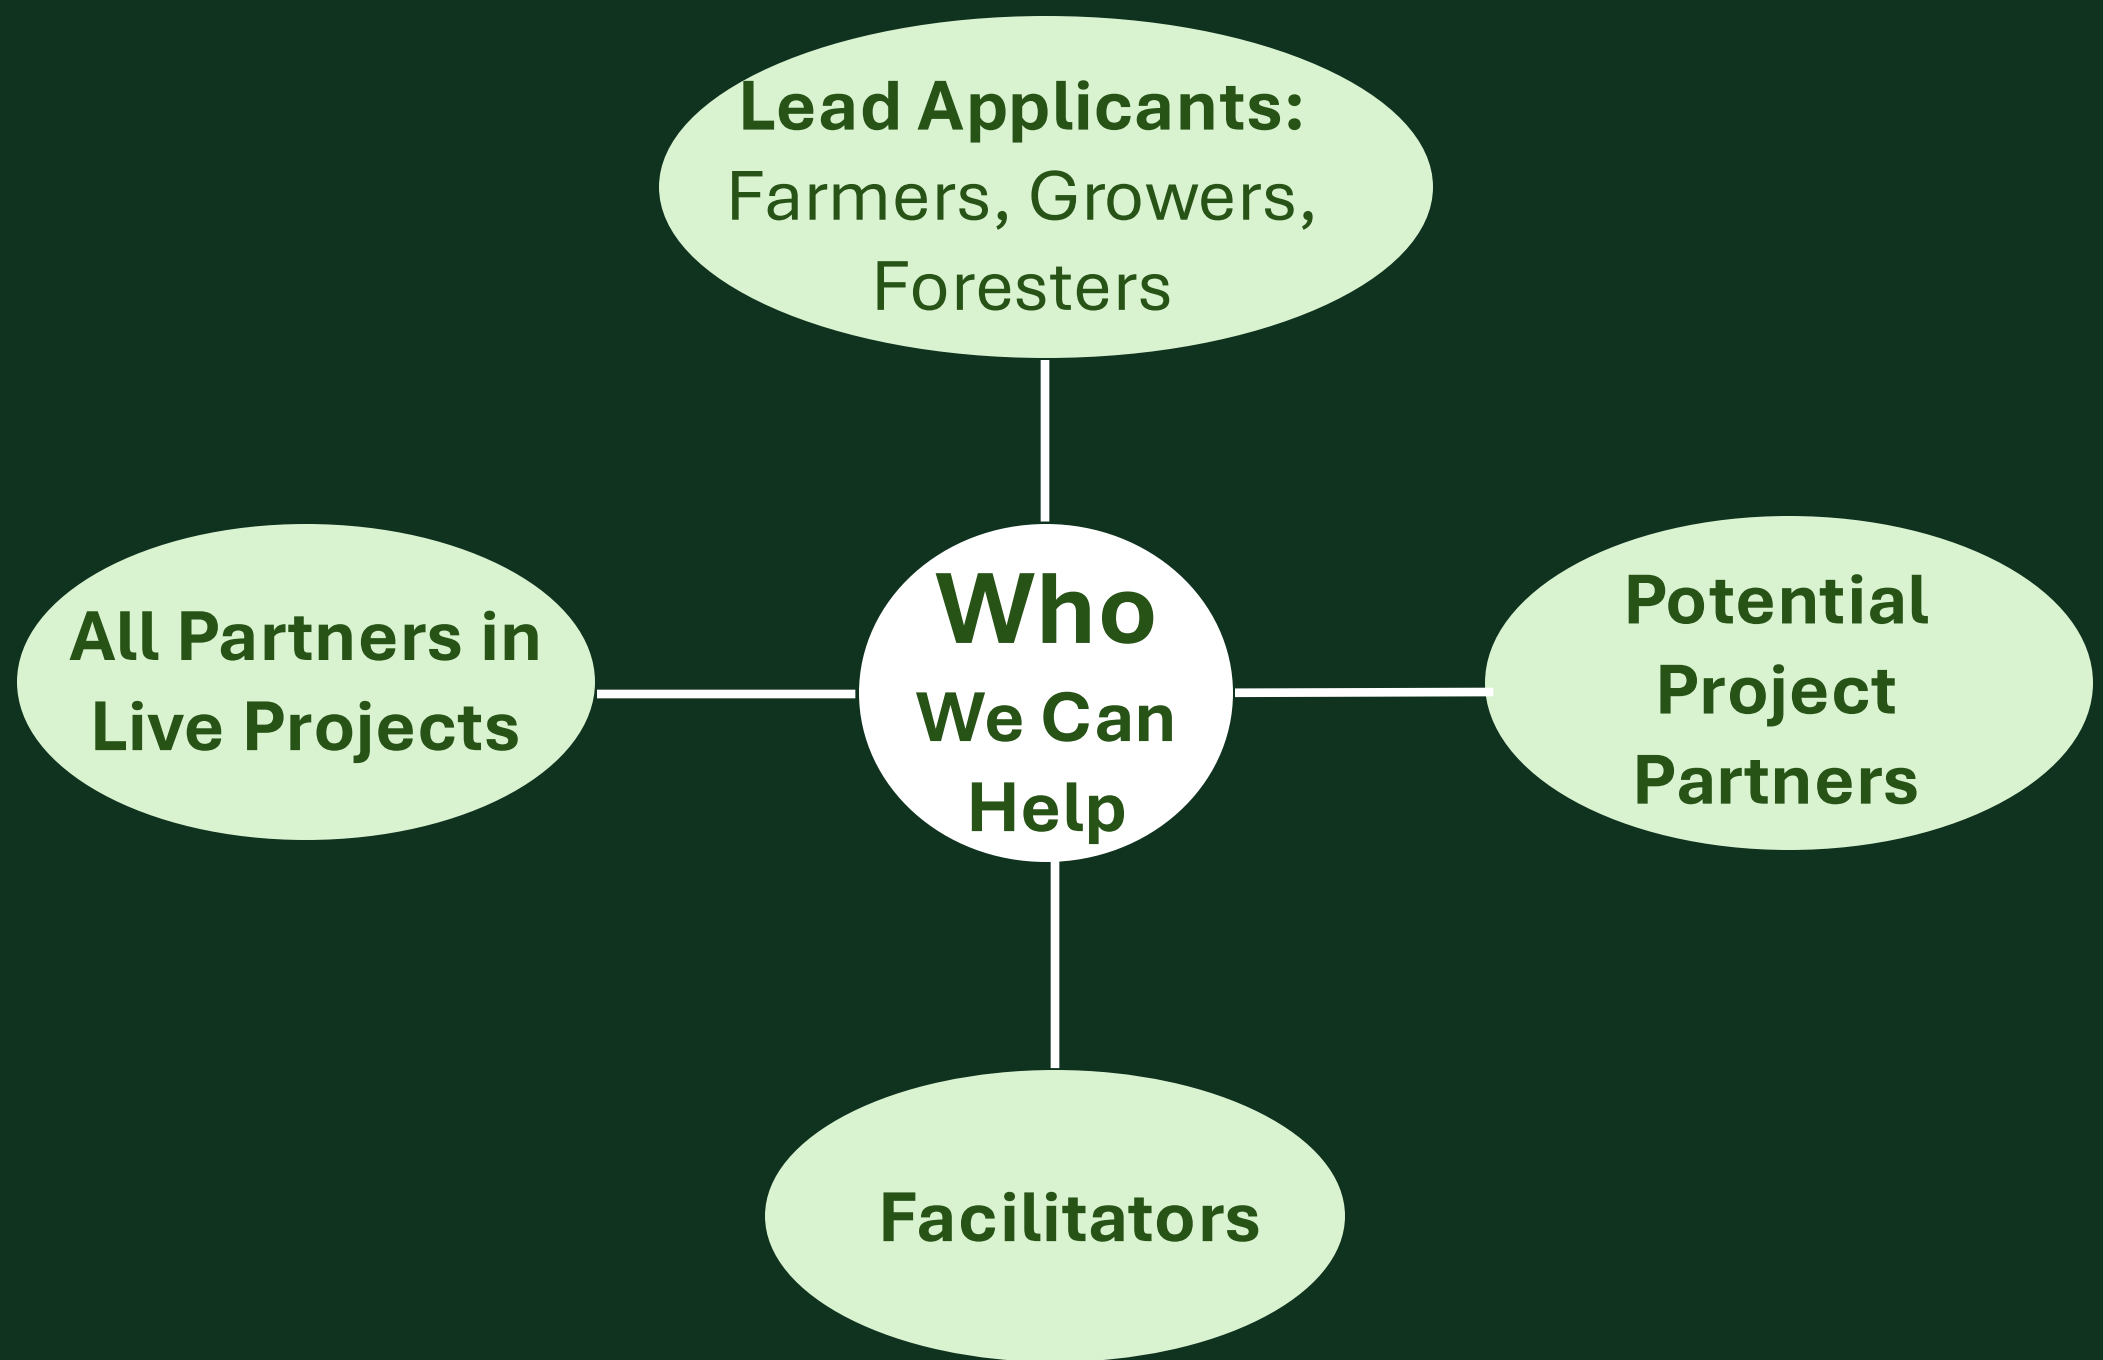 Lead Applicants:
Farmers, Growers,
Foresters
All Partners in
Live Projects
Who
We Can
Help
Potential
Project
Partners
Facilitators